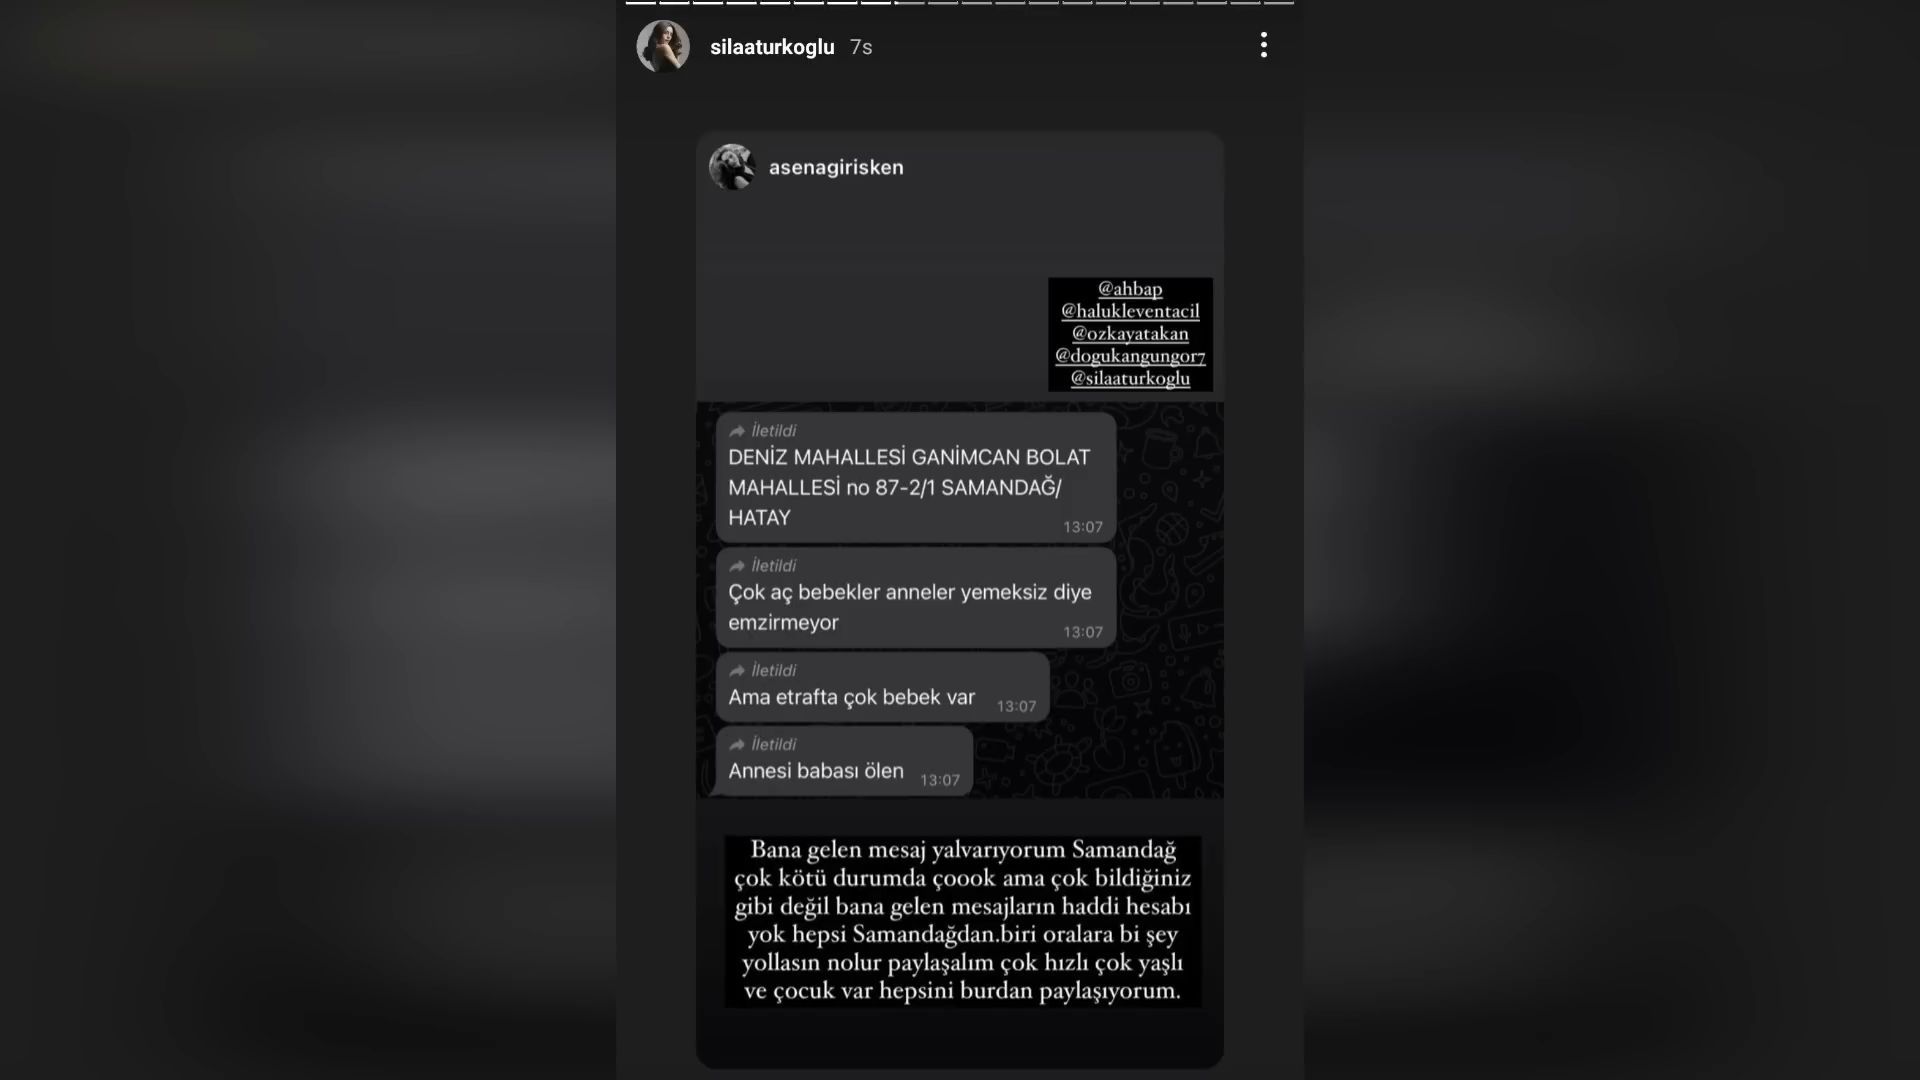 silaaturkoglu 7s
asenagirisken
@ahbap
@halukleventacil
@ozkayatakan
@dogukangungor7
@silaaturkoglu
İletildi
DENİZ MAHALLESİ GANİMCAN BOLAT
MAHALLESİ no 87-2/1 SAMANDAĞ/
HATAY
13:07
İletildi
Çok aç bebekler anneler yemeksiz diye
emzirmeyor
13:07
İletildi
Ama etrafta çok bebek var 13:07
İletildi
Annesi babası ölen 13:07
Bana gelen mesaj yalvarıyorum Samandağ
çok kötü durumda çoook ama çok bildiğiniz
gibi değil bana gelen mesajların haddi hesabı
yok hepsi Samandağdan.biri oralara bi şey
yollasın nolur paylaşalım çok hızlı çok yaşlı
ve çocuk var hepsini burdan paylaşıyorum.